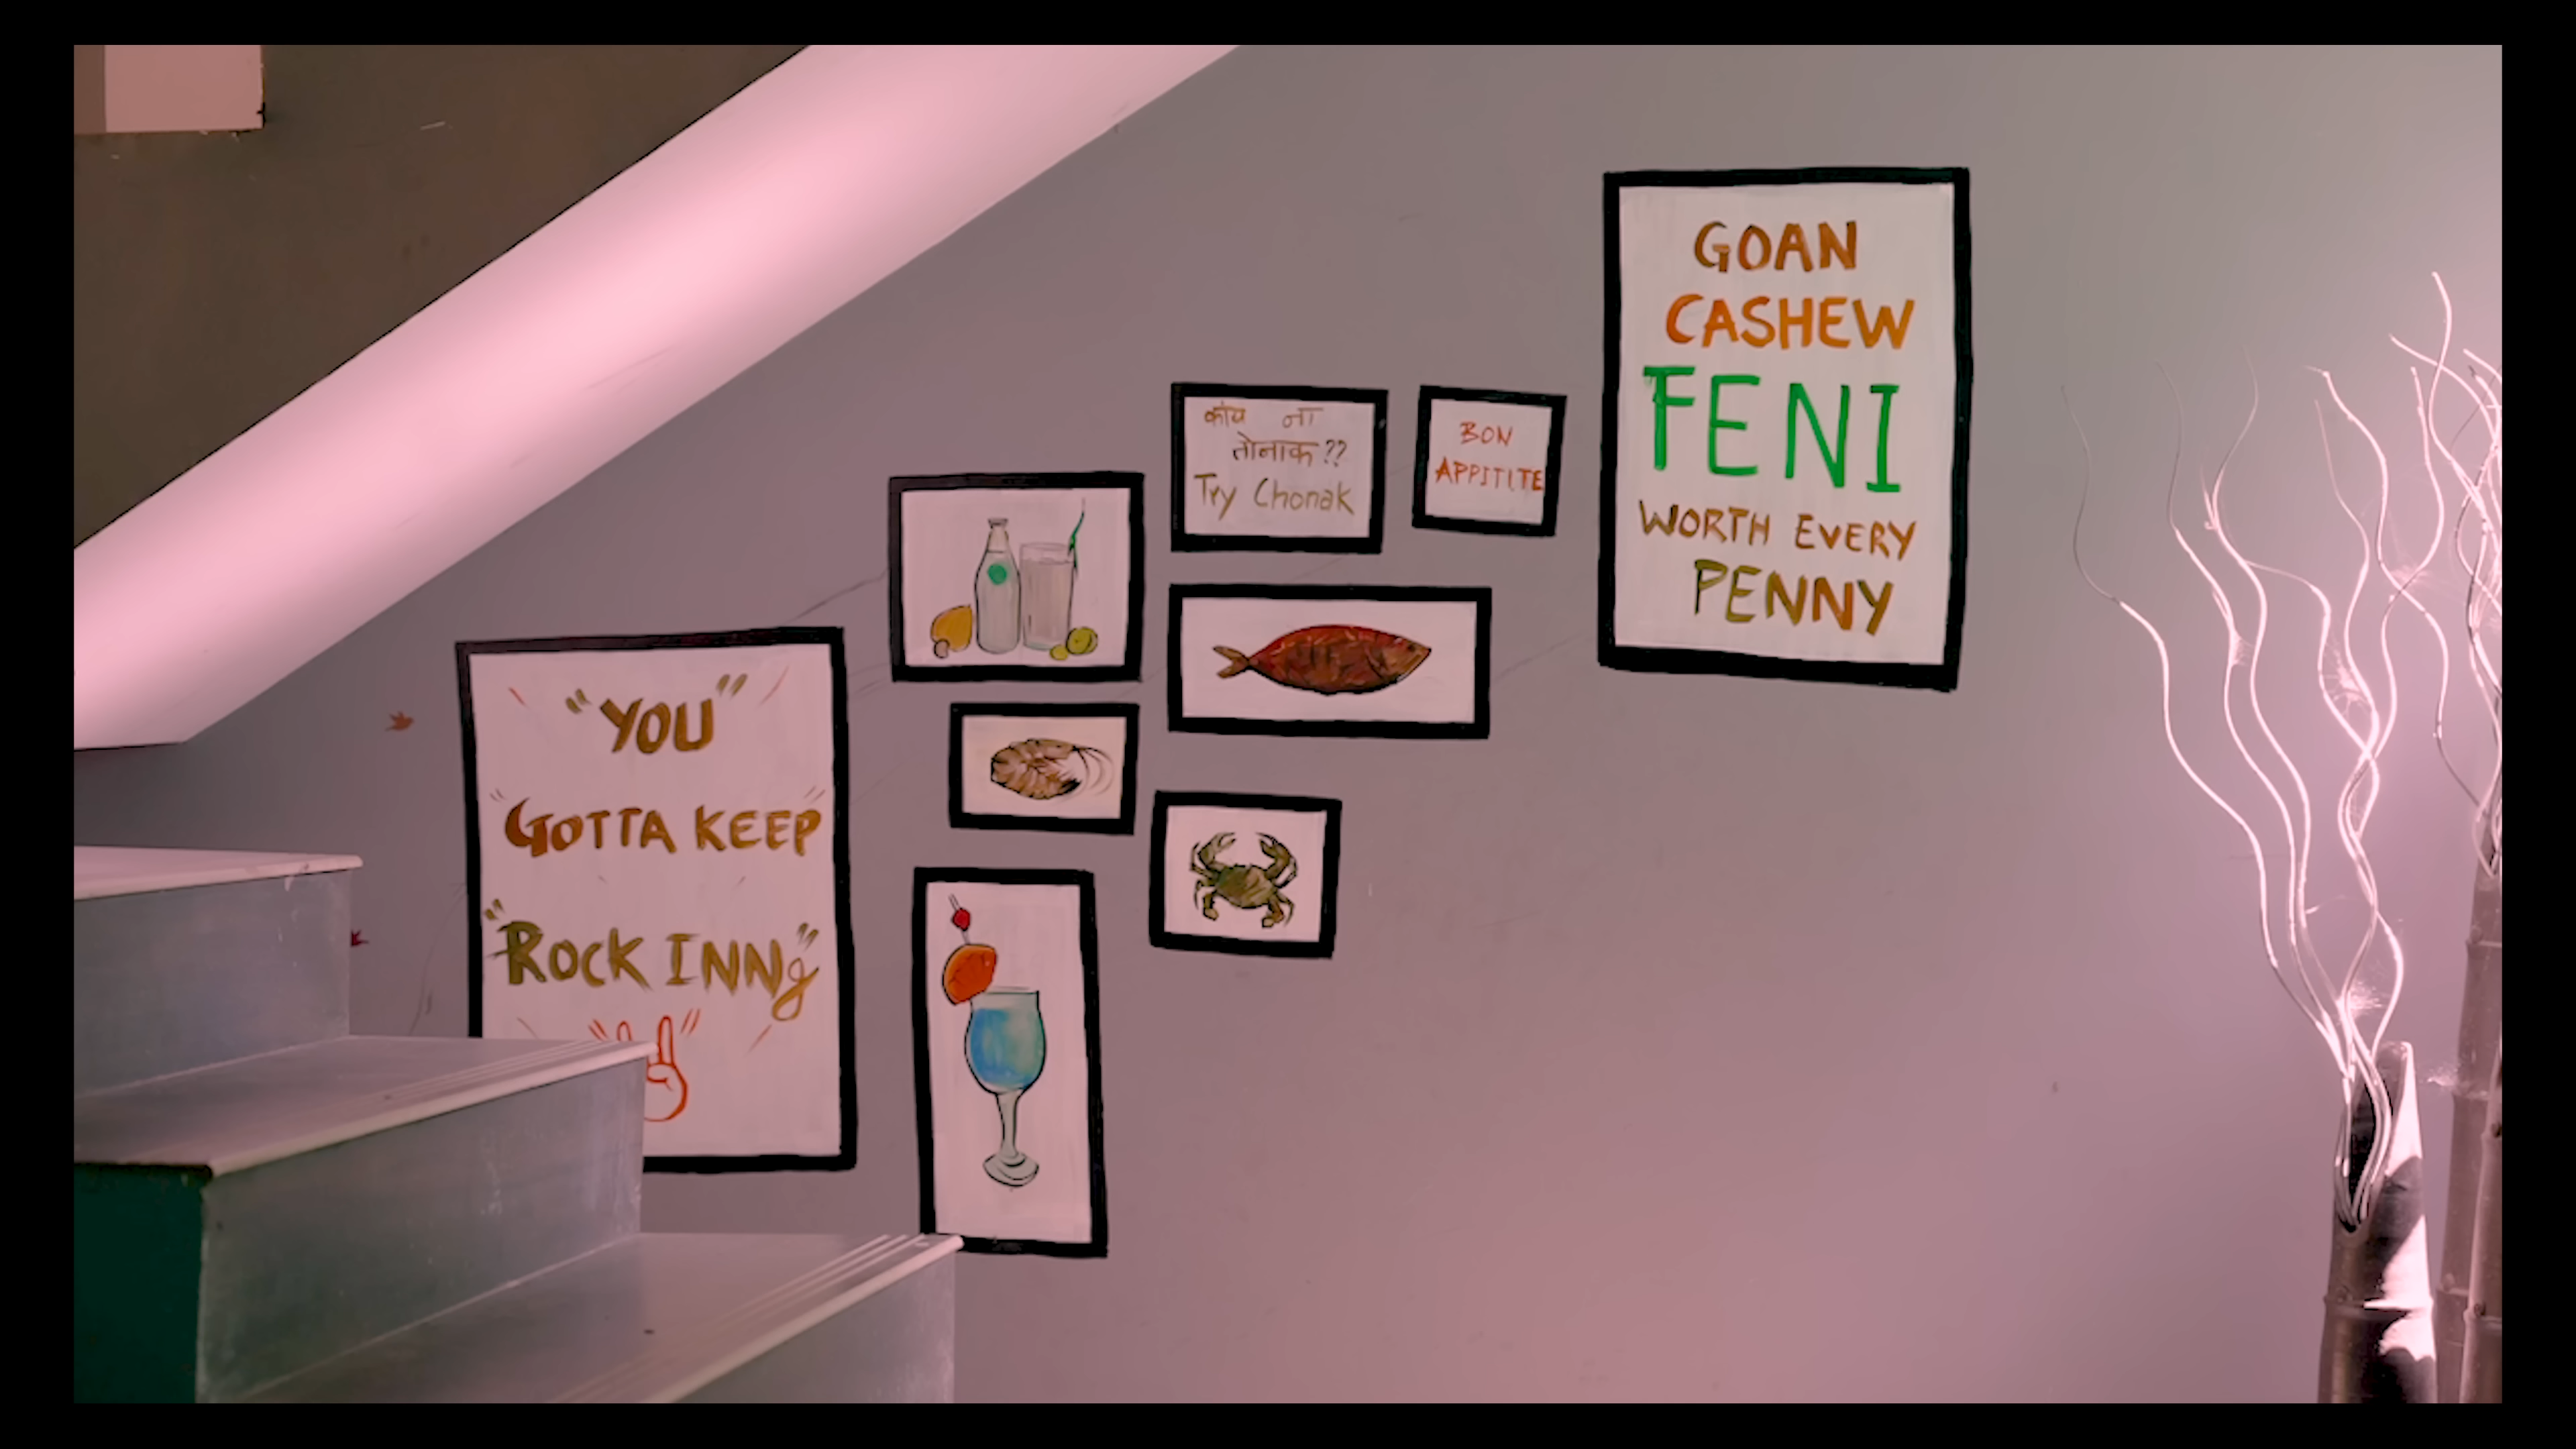 GOAN
CASHEW
FENI
WORTH EVERY
PENNY
कांय ना
तोनाक ??
Try Chonak
BON
APPITITE
"YOU"
GOTTA KEEP
"ROCK INNg"